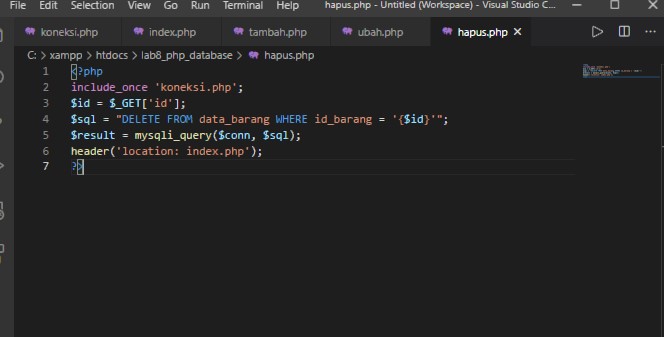 File Edit Selection View Go Run Terminal Help hapus.php - Untitled (Workspace) - Visual Studio C...
koneksi.php index.php tambah.php ubah.php hapus.php
C: > xampp > htdocs > lab8_php_database > hapus.php
1 <?php
2 include_once 'koneksi.php';
3 $id = $_GET['id'];
4 $sql = "DELETE FROM data_barang WHERE id_barang = '{$id}'";
5 $result = mysqli_query($conn, $sql);
6 header('location: index.php');
7 ?>